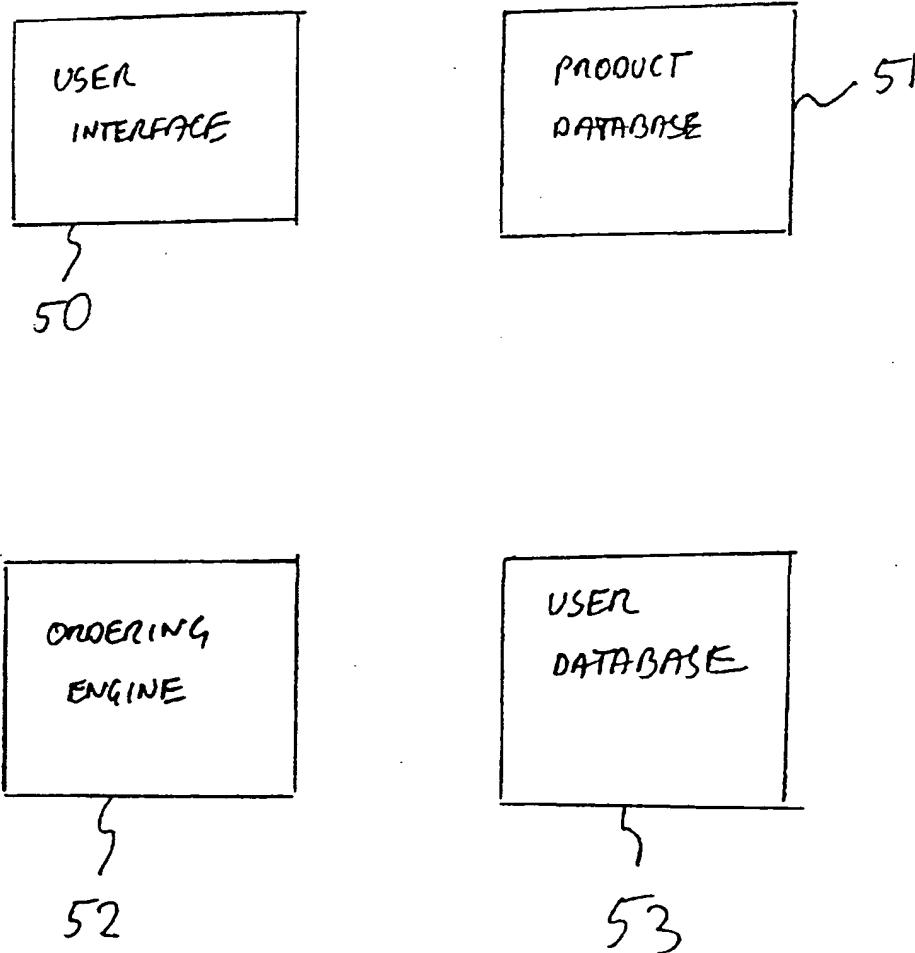 USER
INTERFACE
50
PRODUCT
DATABASE
51
ORDERING
ENGINE
52
USER
DATABASE
53